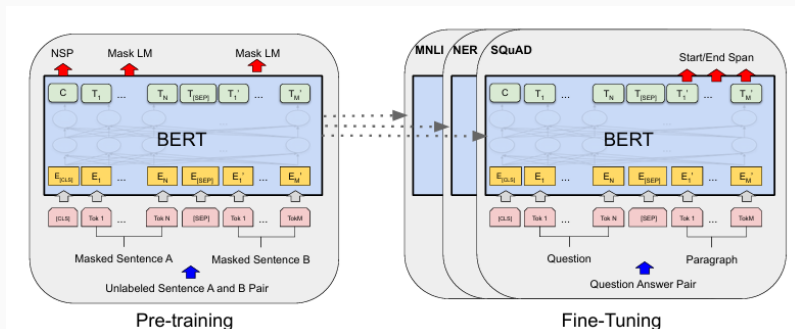 NSP Mask LM Mask LM
C T1 ... TN T[SEP] T1' ... TM'
BERT
E[CLS] E1 ... EN E[SEP] E1' ... EM'
[CLS] Tok 1 ... Tok N [SEP] Tok 1 ... TokM
Masked Sentence A Masked Sentence B
Unlabeled Sentence A and B Pair
Pre-training
MNLI NER SQuAD
Start/End Span
C T1 ... TN T[SEP] T1' ... TM'
BERT
E[CLS] E1 ... EN E[SEP] E1' ... EM'
[CLS] Tok 1 ... Tok N [SEP] Tok 1 ... TokM
Question Paragraph
Question Answer Pair
Fine-Tuning